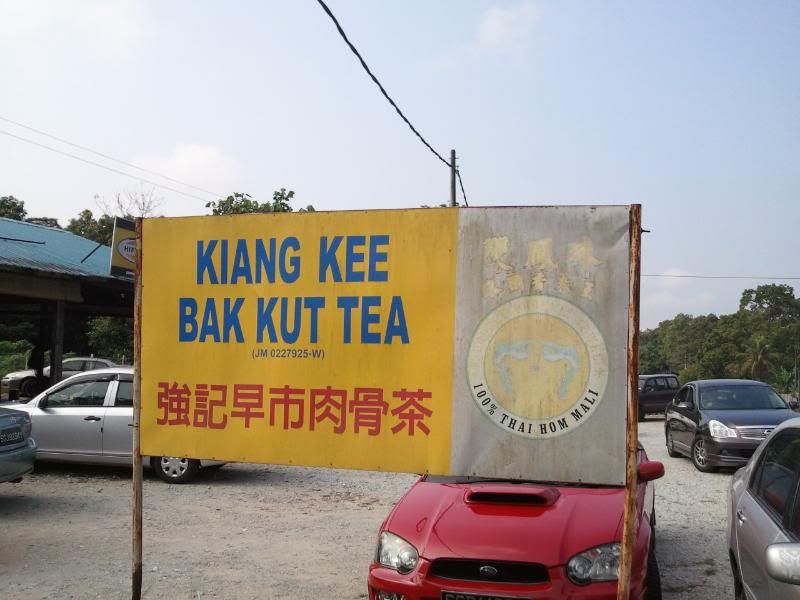 KIANG KEE
BAK KUT TEA
(JM 0227925-W)
強記早市肉骨茶
100% THAI HOM MALI